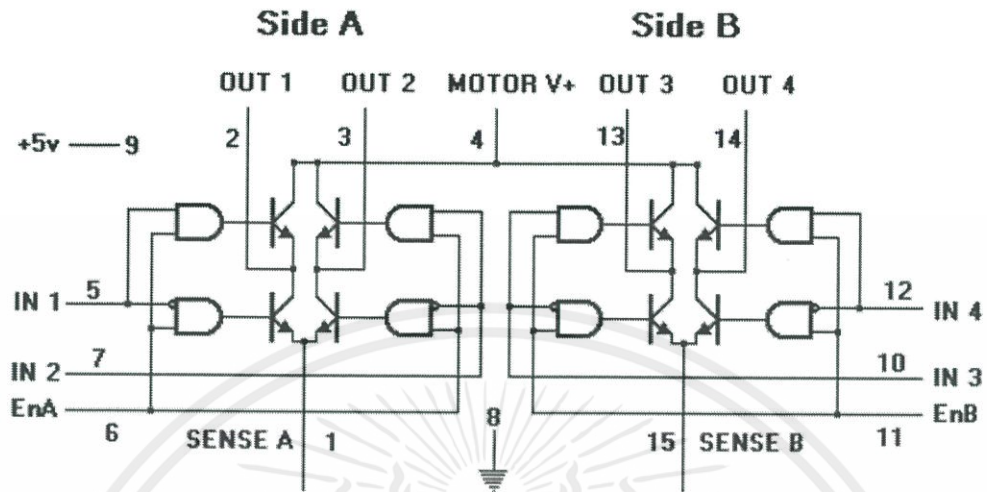 Side A Side B
OUT 1 OUT 2 MOTOR V+ OUT 3 OUT 4
+5v 9 2 3 4 13 14
IN 1 5 12 IN 4
IN 2 7 10 IN 3
EnA 8 EnB
6 SENSE A 1 15 SENSE B 11